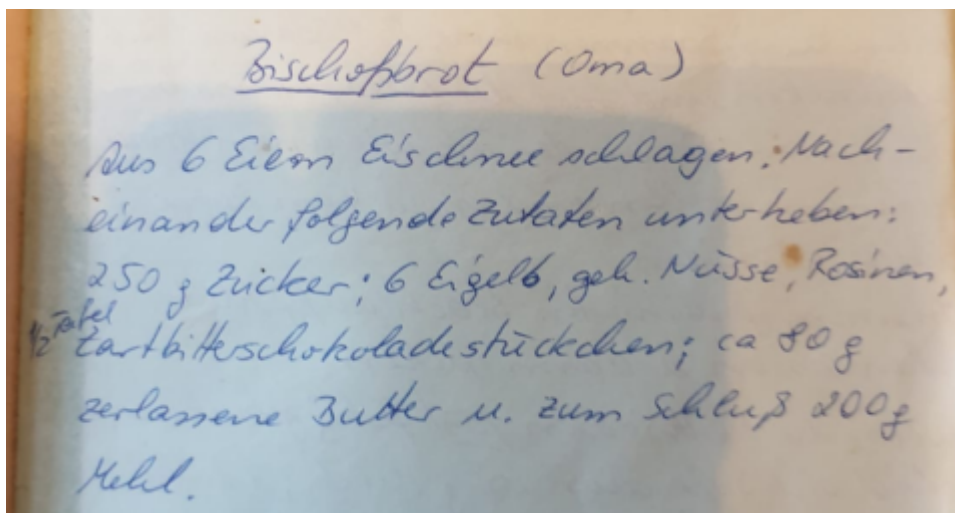 Bischofsbrot (Oma)
Aus 6 Eiern Eischnee schlagen. Nach-
einander folgende Zutaten unterheben:
250 g Zucker; 6 Eigelb, geh. Nüsse, Rosinen,
1/2 Tafel Zartbitterschokoladestückchen; ca 80 g
zerlassene Butter u. zum Schluß 200 g
Mehl.